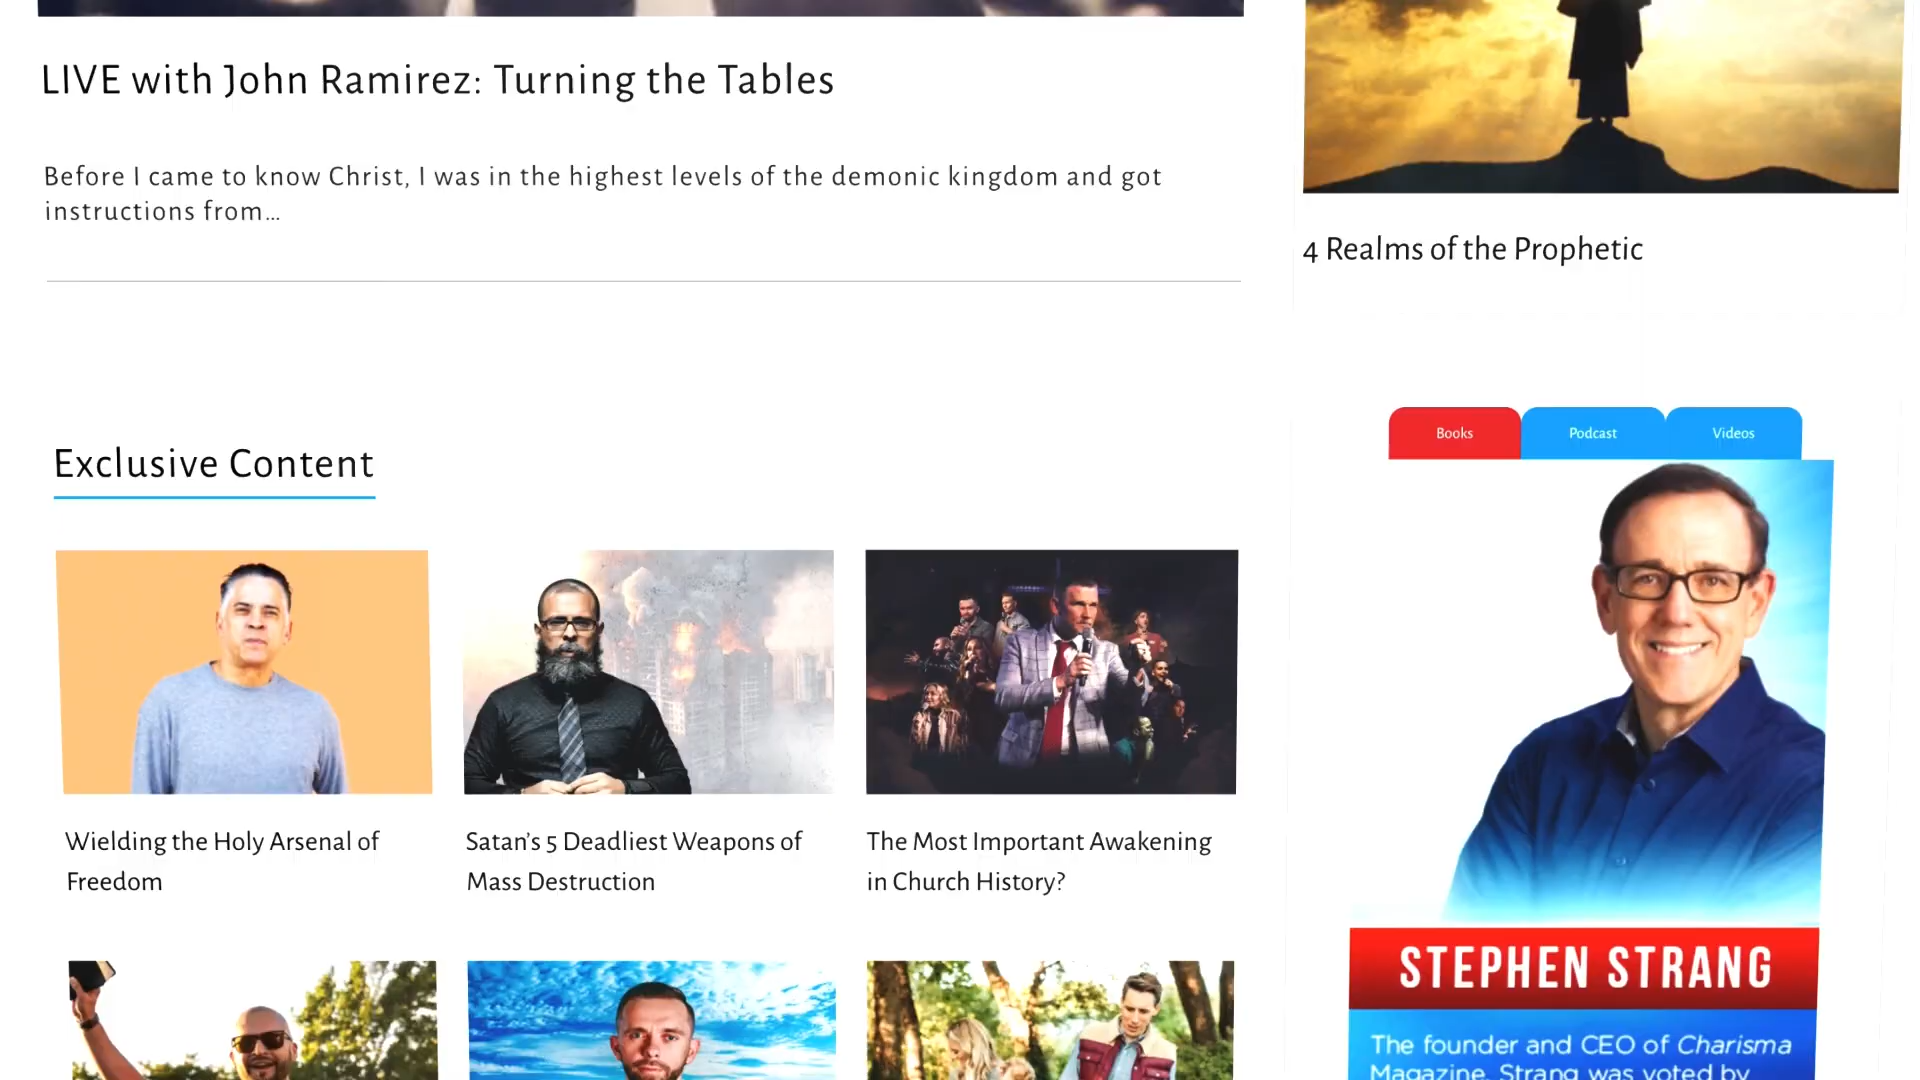 LIVE with John Ramirez: Turning the Tables
Before I came to know Christ, I was in the highest levels of the demonic kingdom and got
instructions from...
4 Realms of the Prophetic
Exclusive Content
Books
Podcast
Videos
Wielding the Holy Arsenal of
Freedom
Satan's 5 Deadliest Weapons of
Mass Destruction
The Most Important Awakening
in Church History?
STEPHEN STRANG
The founder and CEO of Charisma
Magazine, Strang was voted by